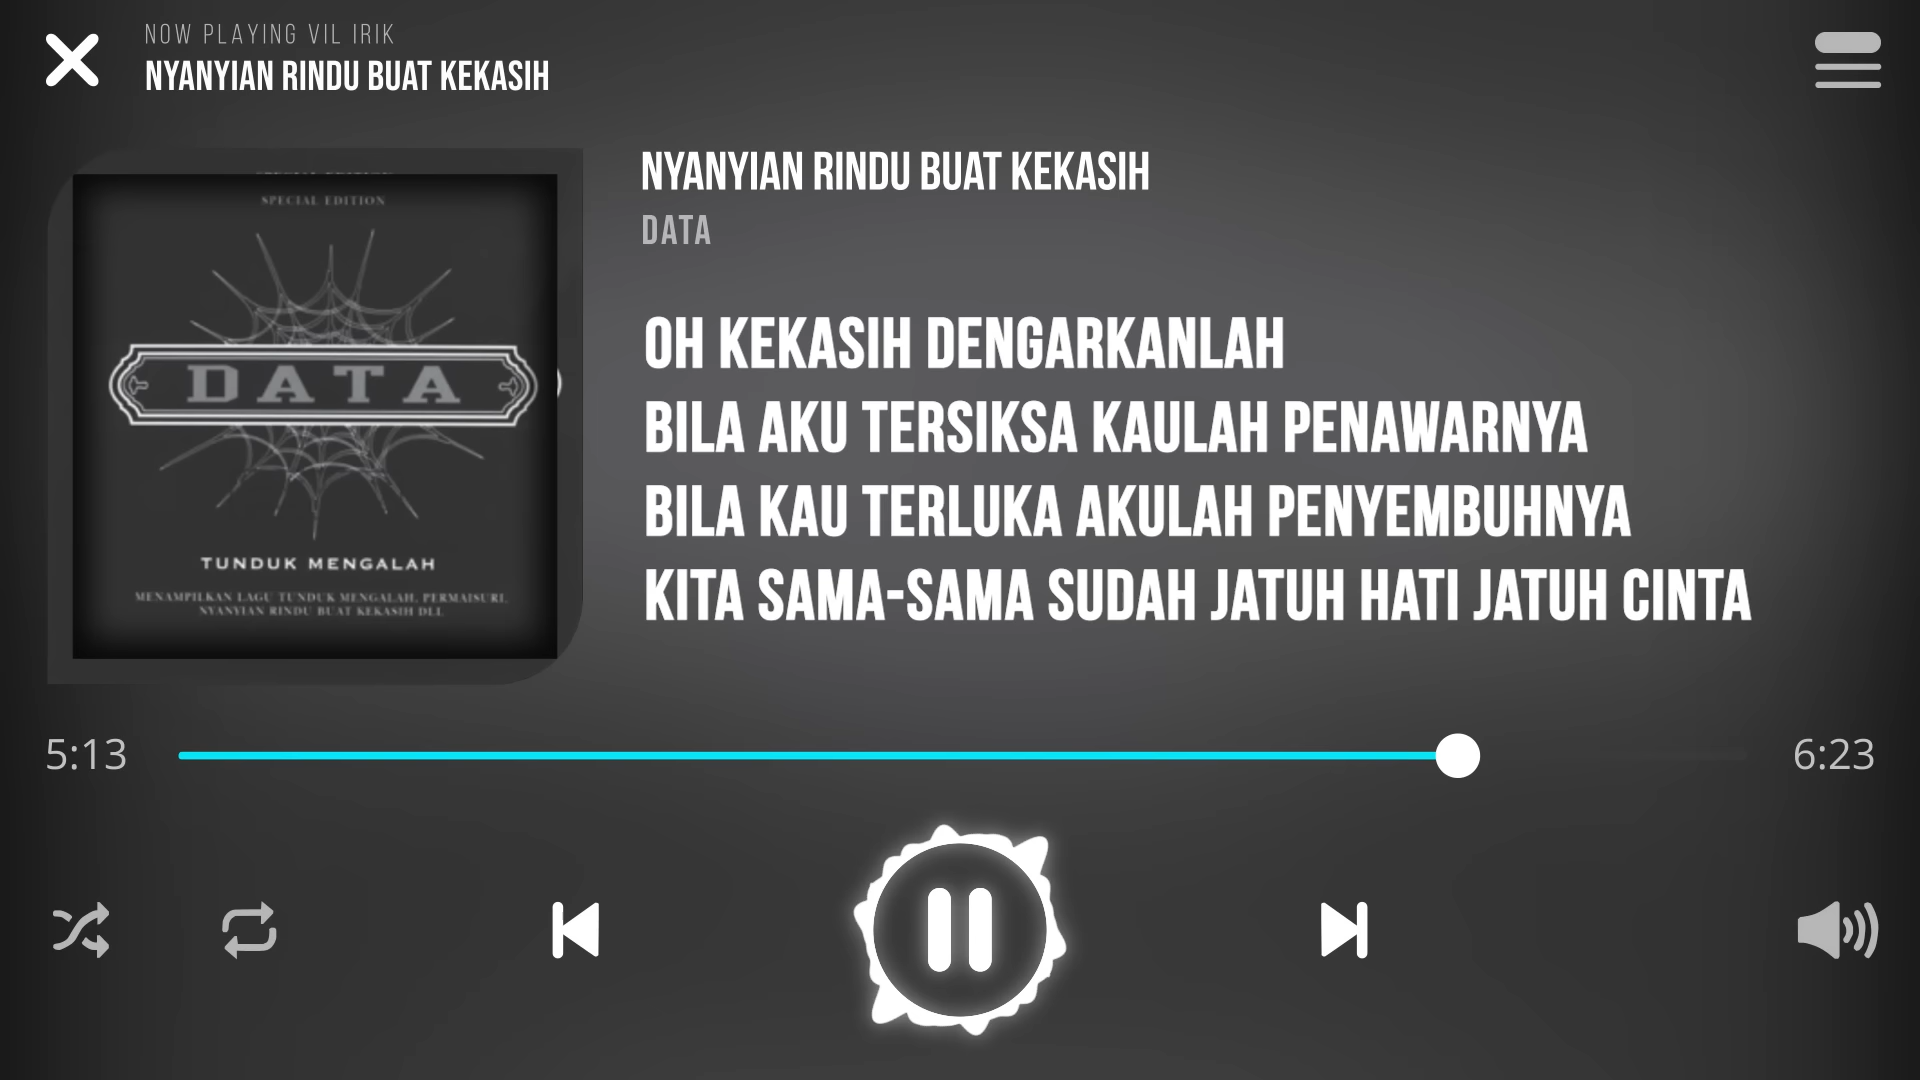 NOW PLAYING VIL IRIK
NYANYIAN RINDU BUAT KEKASIH
SPECIAL EDITION
DATA
TUNDUK MENGALAH
MENAMPILKAN LAGU TUNDUK MENGALAH, PERMAISURI,
NYANYIAN RINDU BUAT KEKASIH DLL
NYANYIAN RINDU BUAT KEKASIH
DATA
OH KEKASIH DENGARKANLAH
BILA AKU TERSIKSA KAULAH PENAWARNYA
BILA KAU TERLUKA AKULAH PENYEMBUHNYA
KITA SAMA-SAMA SUDAH JATUH HATI JATUH CINTA
5:13
6:23